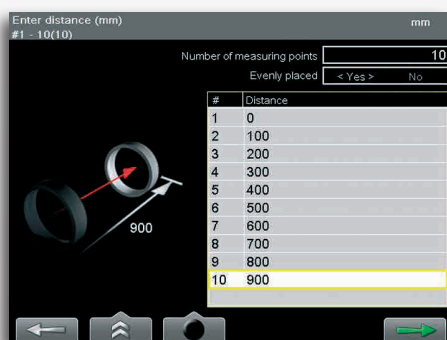 Enter distance (mm) mm
#1 - 10(10)
Number of measuring points 10
Evenly placed < Yes > No
# Distance
1 0
2 100
3 200
4 300
5 400
6 500
7 600
8 700
9 800
10 900
900